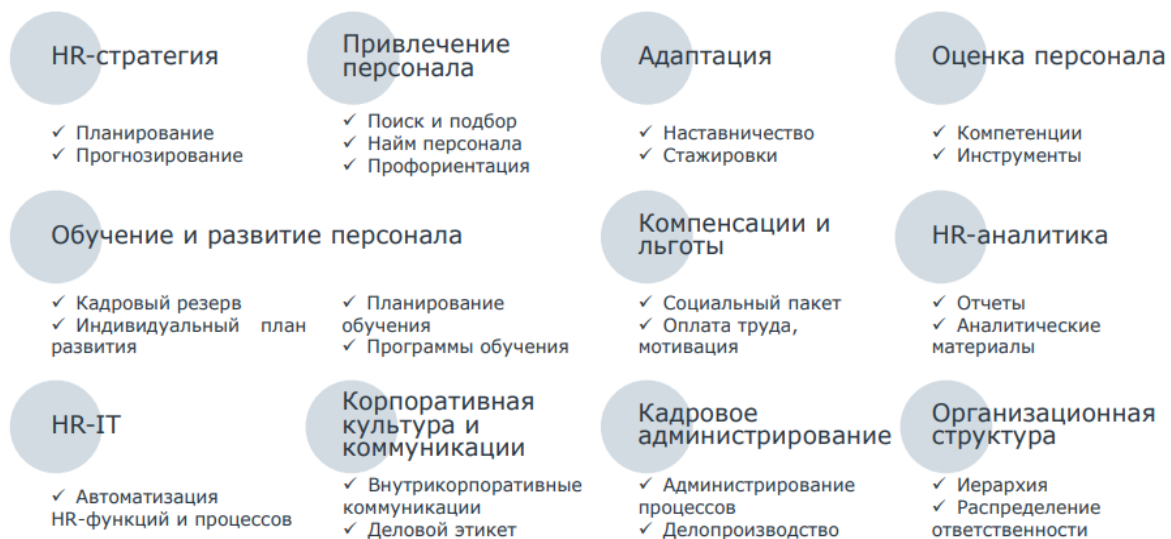 HR-стратегия
✓ Планирование
✓ Прогнозирование
Привлечение
персонала
✓ Поиск и подбор
✓ Найм персонала
✓ Профориентация
Адаптация
✓ Наставничество
✓ Стажировки
Оценка персонала
✓ Компетенции
✓ Инструменты
Обучение и развитие персонала
✓ Кадровый резерв
✓ Индивидуальный план
развития
✓ Планирование
обучения
✓ Программы обучения
Компенсации и
льготы
✓ Социальный пакет
✓ Оплата труда,
мотивация
HR-аналитика
✓ Отчеты
✓ Аналитические
материалы
HR-IT
✓ Автоматизация
HR-функций и процессов
Корпоративная
культура и
коммуникации
✓ Внутрикорпоративные
коммуникации
✓ Деловой этикет
Кадровое
администрирование
✓ Администрирование
процессов
✓ Делопроизводство
Организационная
структура
✓ Иерархия
✓ Распределение
ответственности